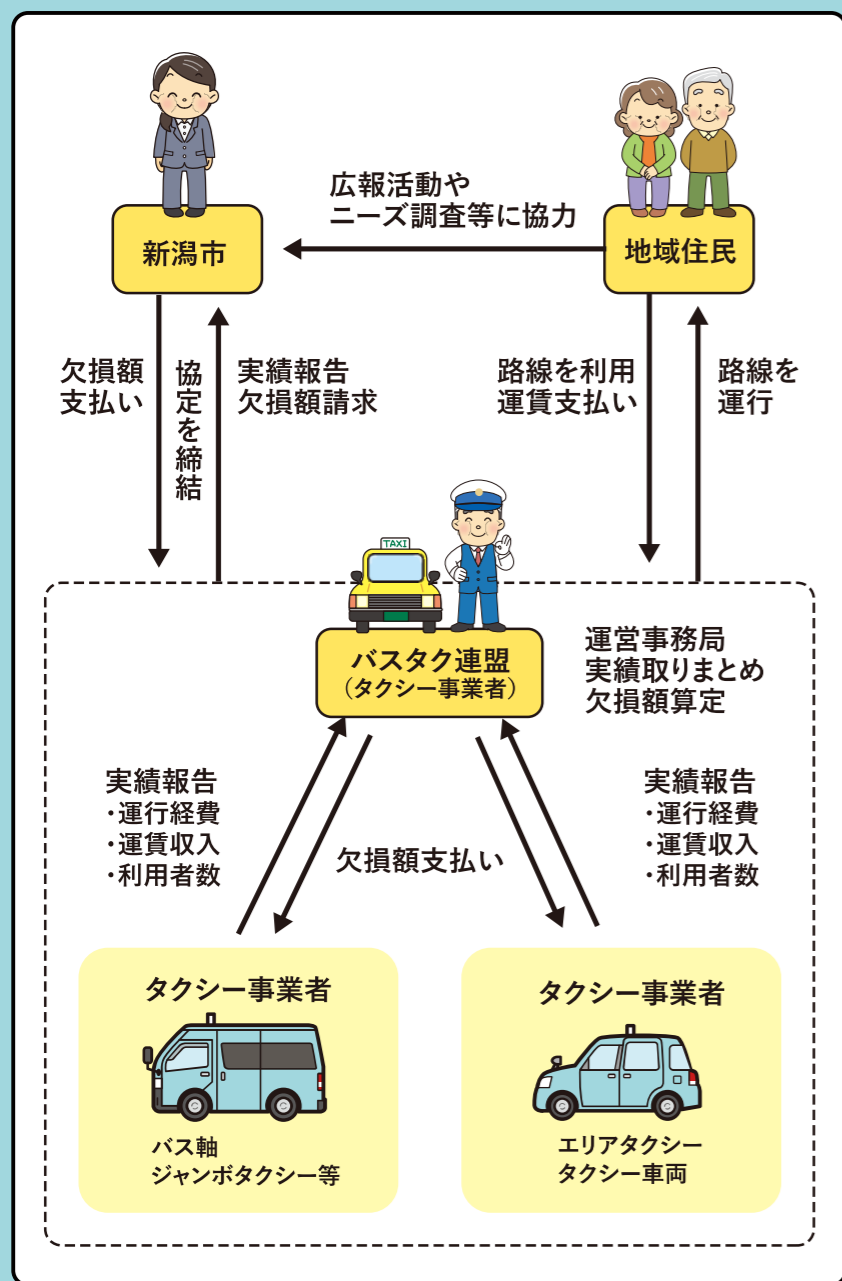 新潟市
広報活動や
ニーズ調査等に協力
地域住民
欠損額
支払い
協定を締結
実績報告
欠損額請求
路線を利用
運賃支払い
路線を
運行
TAXI
バスタク連盟
（タクシー事業者）
運営事務局
実績取りまとめ
欠損額算定
実績報告
・運行経費
・運賃収入
・利用者数
欠損額支払い
実績報告
・運行経費
・運賃収入
・利用者数
タクシー事業者
バス軸
ジャンボタクシー等
タクシー事業者
エリアタクシー
タクシー車両